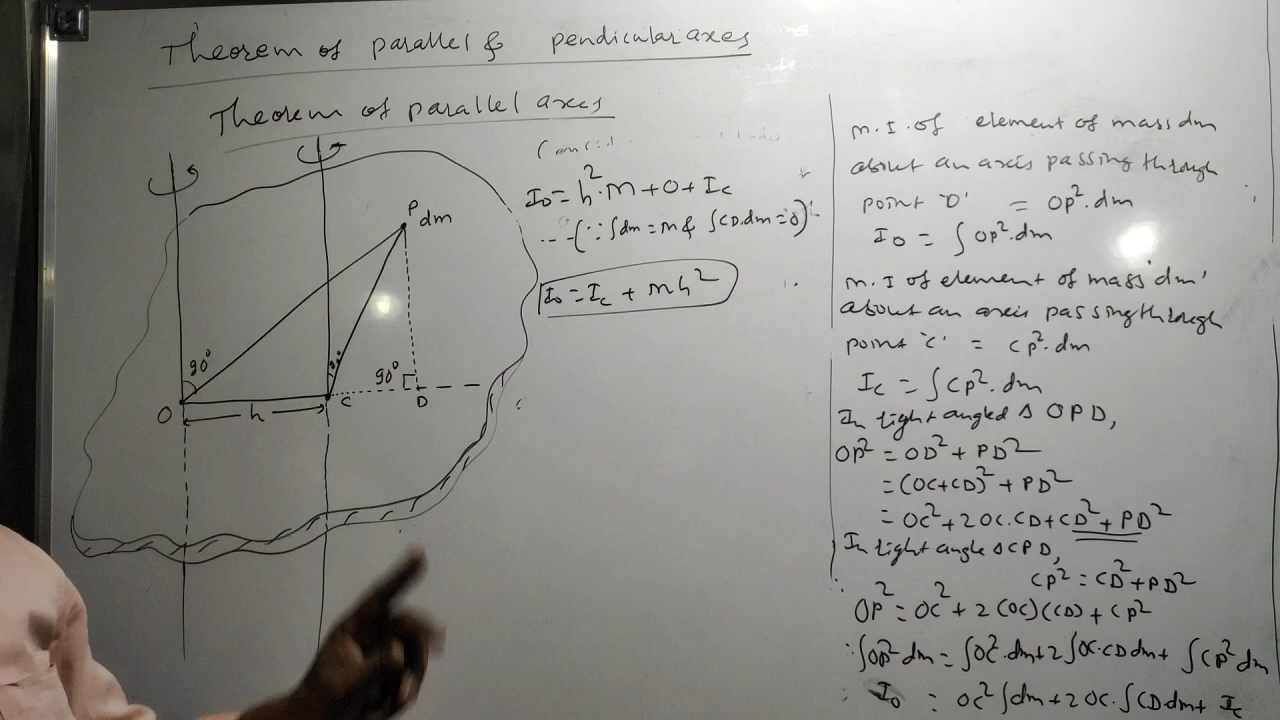 Theorem of parallel & pendicular axes
Theorem of parallel axes
P
dm
90°
90°
O
h
C
D
I₀ = h²·M + 0 + Ic
---(∵ ∫dm = M & ∫CD.dm = 0)
I₀ = Ic + Mh²
M.I. of element of mass dm
about an axis passing through
point 'O' = OP².dm
I₀ = ∫OP².dm
M.I of element of mass 'dm'
about an axis passing through
point 'C' = CP².dm
Ic = ∫CP².dm
In right angled Δ OPD,
OP² = OD² + PD²
= (OC+CD)² + PD²
= OC² + 2OC.CD + CD² + PD²
In right angle Δ CPD,
CP² = CD² + PD²
OP² = OC² + 2(OC)(CD) + CP²
∴ ∫OP² dm = ∫OC².dm + 2∫OC.CD dm + ∫CP² dm
∴ I₀ = OC² ∫dm + 2OC.∫CD.dm + Ic